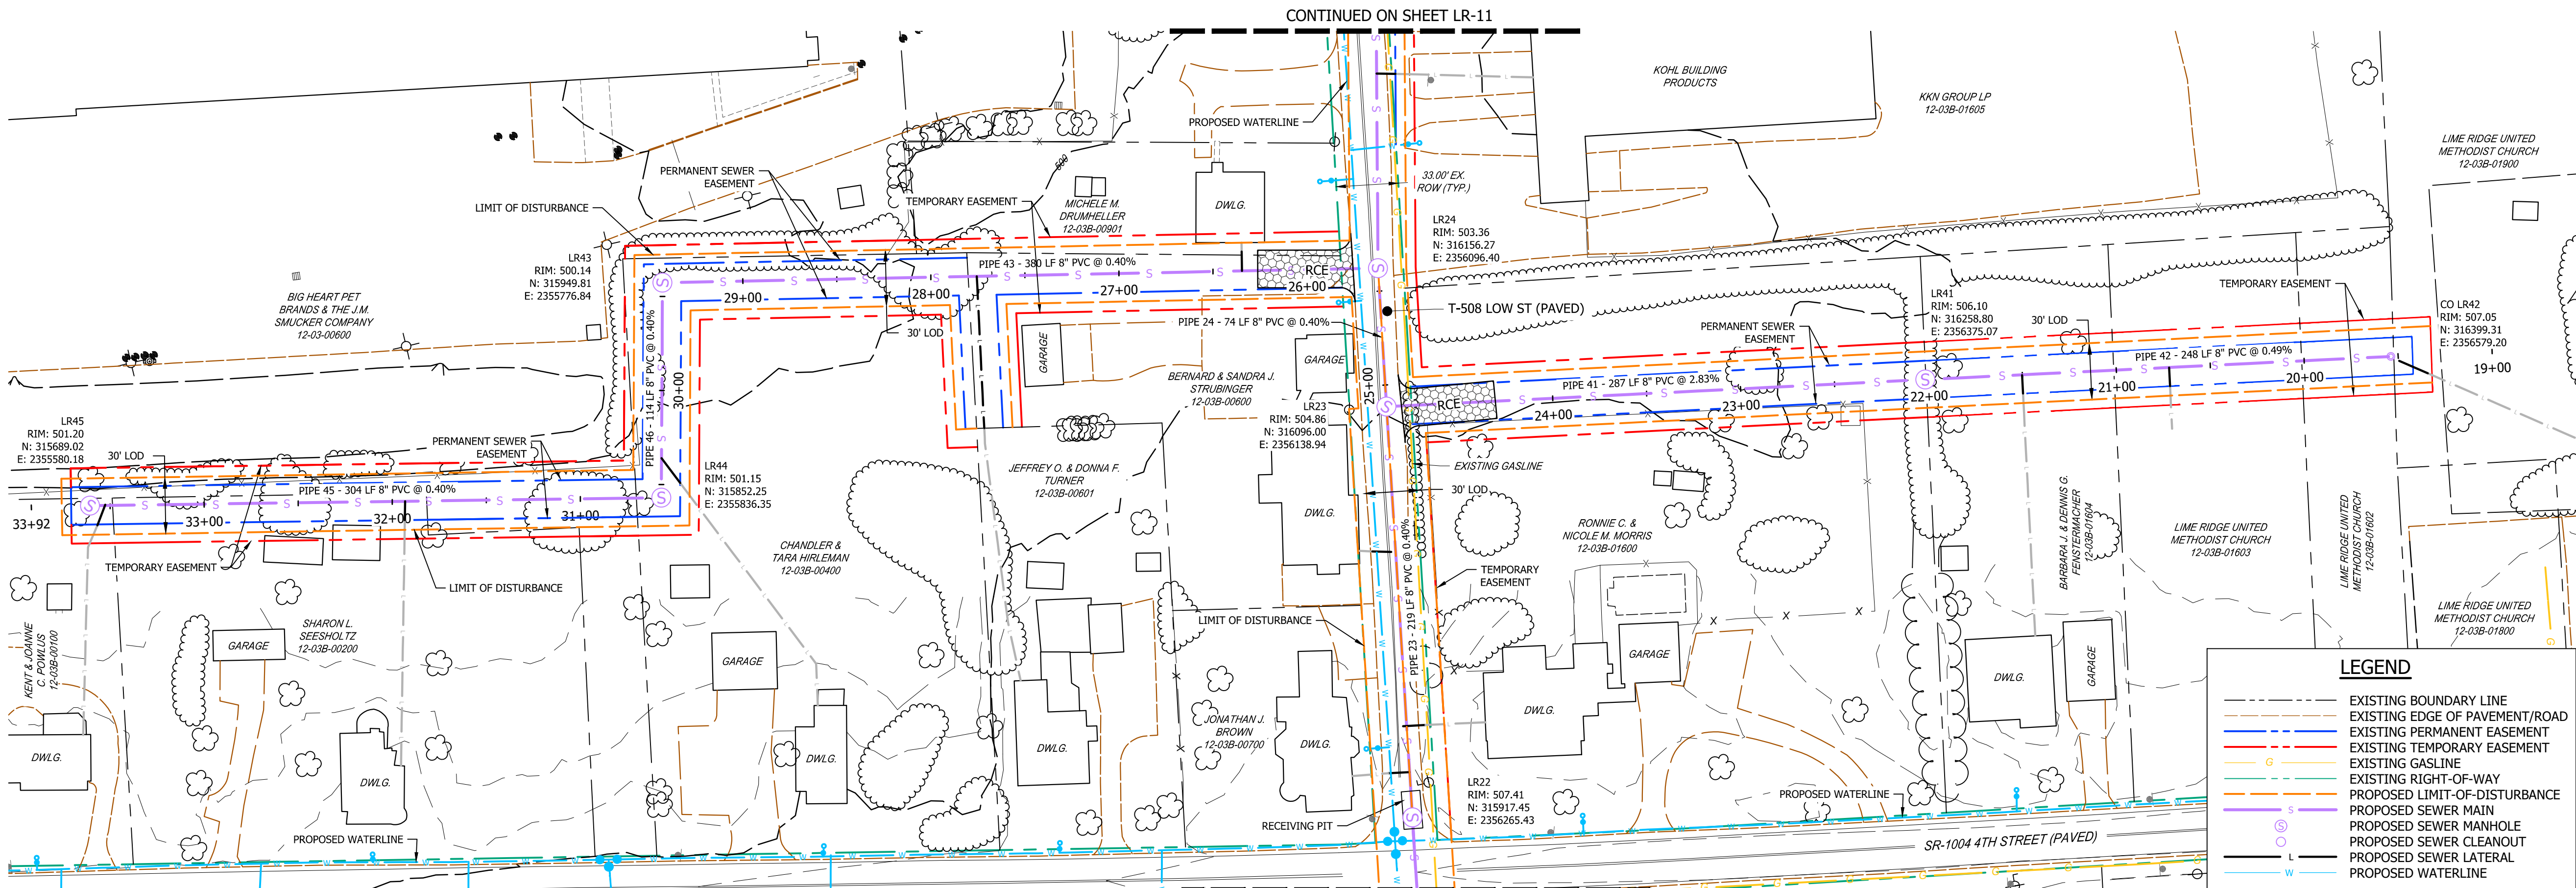 CONTINUED ON SHEET LR-11
KOHL BUILDING
PRODUCTS
KKN GROUP LP
12-03B-01605
LIME RIDGE UNITED
METHODIST CHURCH
12-03B-01900
PROPOSED WATERLINE
33.00' EX.
ROW (TYP.)
PERMANENT SEWER
EASEMENT
LIMIT OF DISTURBANCE
TEMPORARY EASEMENT
500
MICHELE M.
DRUMHELLER
12-03B-00901
DWLG.
LR24
RIM: 503.36
N: 316156.27
E: 2356096.40
LR43
RIM: 500.14
N: 315949.81
E: 2355776.84
PIPE 43 - 380 LF 8" PVC @ 0.40%
RCE
29+00
28+00
27+00
26+00
30' LOD
BIG HEART PET
BRANDS & THE J.M.
SMUCKER COMPANY
12-03-00600
T-508 LOW ST (PAVED)
PIPE 24 - 74 LF 8" PVC @ 0.40%
PIPE 46 - 114 LF 8" PVC @ 0.40%
30+00
GARAGE
GARAGE
25+00
BERNARD & SANDRA J.
STRUBINGER
12-03B-00600
LR23
RIM: 504.86
N: 316096.00
E: 2356138.94
TEMPORARY EASEMENT
LR41
RIM: 506.10
N: 316258.80
E: 2356375.07
30' LOD
CO LR42
RIM: 507.05
N: 316399.31
E: 2356579.20
PERMANENT SEWER
EASEMENT
PIPE 41 - 287 LF 8" PVC @ 2.83%
PIPE 42 - 248 LF 8" PVC @ 0.49%
RCE
24+00
23+00
22+00
21+00
20+00
19+00
LR45
RIM: 501.20
N: 315689.02
E: 2355580.18
30' LOD
PERMANENT SEWER
EASEMENT
PIPE 45 - 304 LF 8" PVC @ 0.40%
33+92
33+00
32+00
31+00
LR44
RIM: 501.15
N: 315852.25
E: 2355836.35
TEMPORARY EASEMENT
LIMIT OF DISTURBANCE
JEFFREY O. & DONNA F.
TURNER
12-03B-00601
EXISTING GASLINE
30' LOD
DWLG.
CHANDLER &
TARA HIRLEMAN
12-03B-00400
PIPE 23 - 219 LF 8" PVC @ 0.40%
TEMPORARY
EASEMENT
RONNIE C. &
NICOLE M. MORRIS
12-03B-01600
BARBARA J. & DENNIS G.
FENSTERMACHER
12-03B-01604
LIME RIDGE UNITED
METHODIST CHURCH
12-03B-01603
LIME RIDGE UNITED
METHODIST CHURCH
12-03B-01602
LIME RIDGE UNITED
METHODIST CHURCH
12-03B-01800
KENT & JOANNE
C. POWLUS
12-03B-00100
SHARON L.
SEESHOLTZ
12-03B-00200
GARAGE
GARAGE
LIMIT OF DISTURBANCE
GARAGE
DWLG.
GARAGE
DWLG.
DWLG.
DWLG.
DWLG.
JONATHAN J.
BROWN
12-03B-00700
DWLG.
DWLG.
LR22
RIM: 507.41
N: 315917.45
E: 2356265.43
RECEIVING PIT
PROPOSED WATERLINE
PROPOSED WATERLINE
SR-1004 4TH STREET (PAVED)
LEGEND
EXISTING BOUNDARY LINE
EXISTING EDGE OF PAVEMENT/ROAD
EXISTING PERMANENT EASEMENT
EXISTING TEMPORARY EASEMENT
G EXISTING GASLINE
EXISTING RIGHT-OF-WAY
PROPOSED LIMIT-OF-DISTURBANCE
S PROPOSED SEWER MAIN
S PROPOSED SEWER MANHOLE
PROPOSED SEWER CLEANOUT
L PROPOSED SEWER LATERAL
W PROPOSED WATERLINE